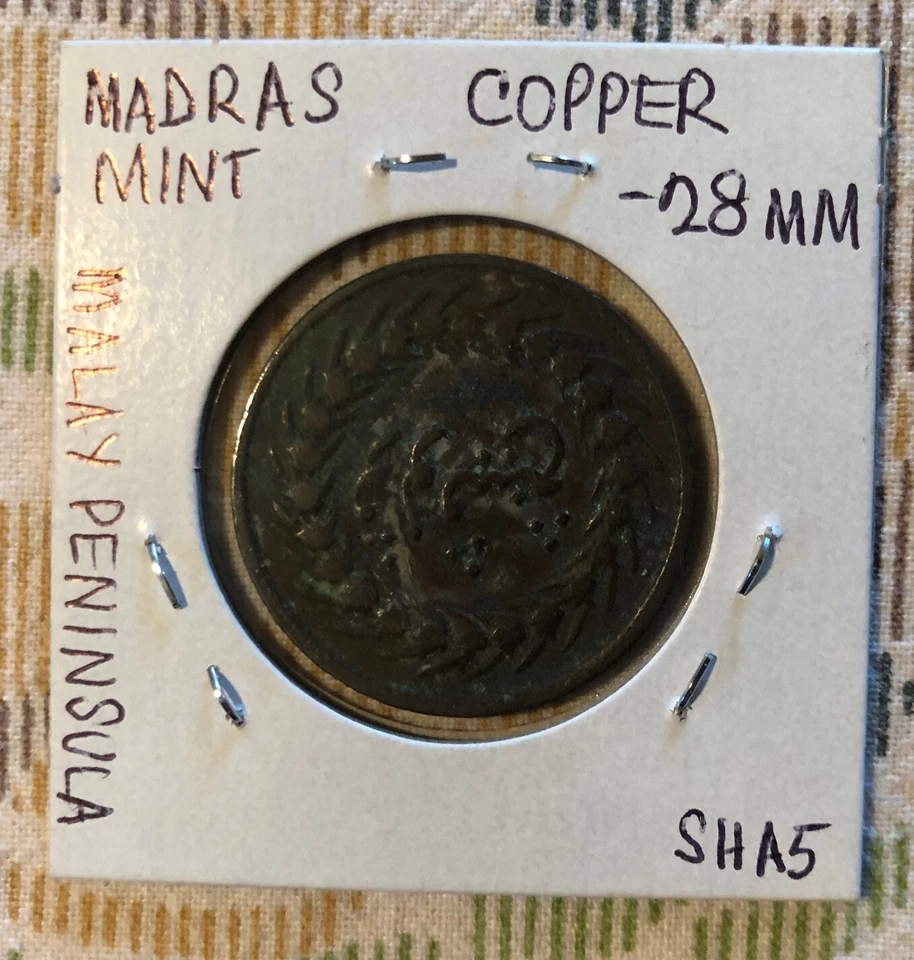 MADRAS
MINT
COPPER
-28 MM
MALAY PENINSULA
SHA5